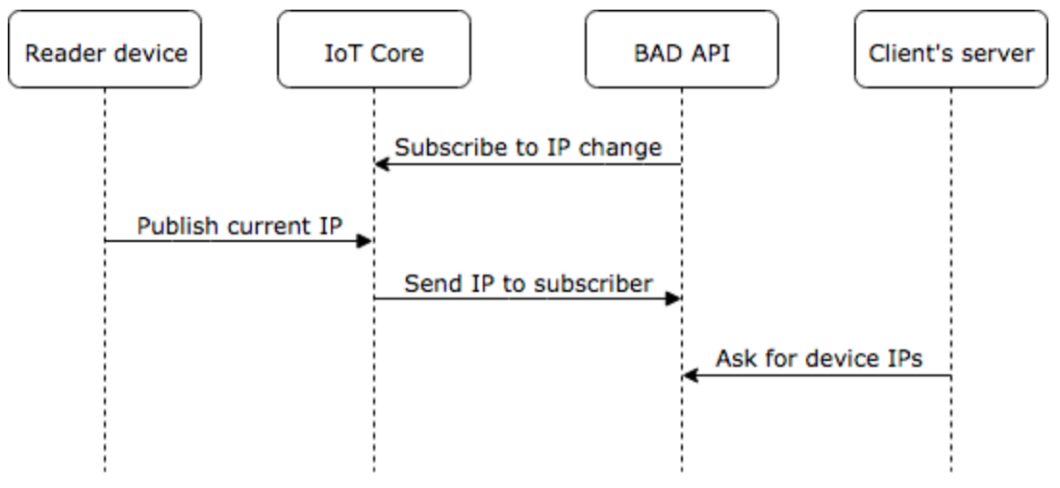 Reader device
IoT Core
BAD API
Client's server
Subscribe to IP change
Publish current IP
Send IP to subscriber
Ask for device IPs